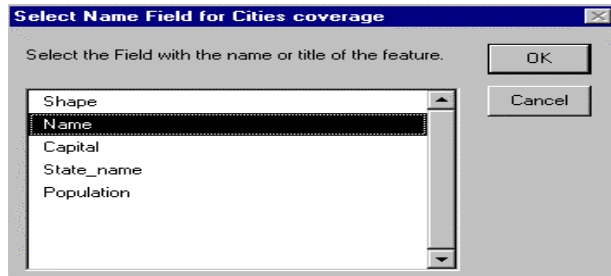 Select Name Field for Cities coverage
Select the Field with the name or title of the feature.
OK
Cancel
Shape
Name
Capital
State_name
Population